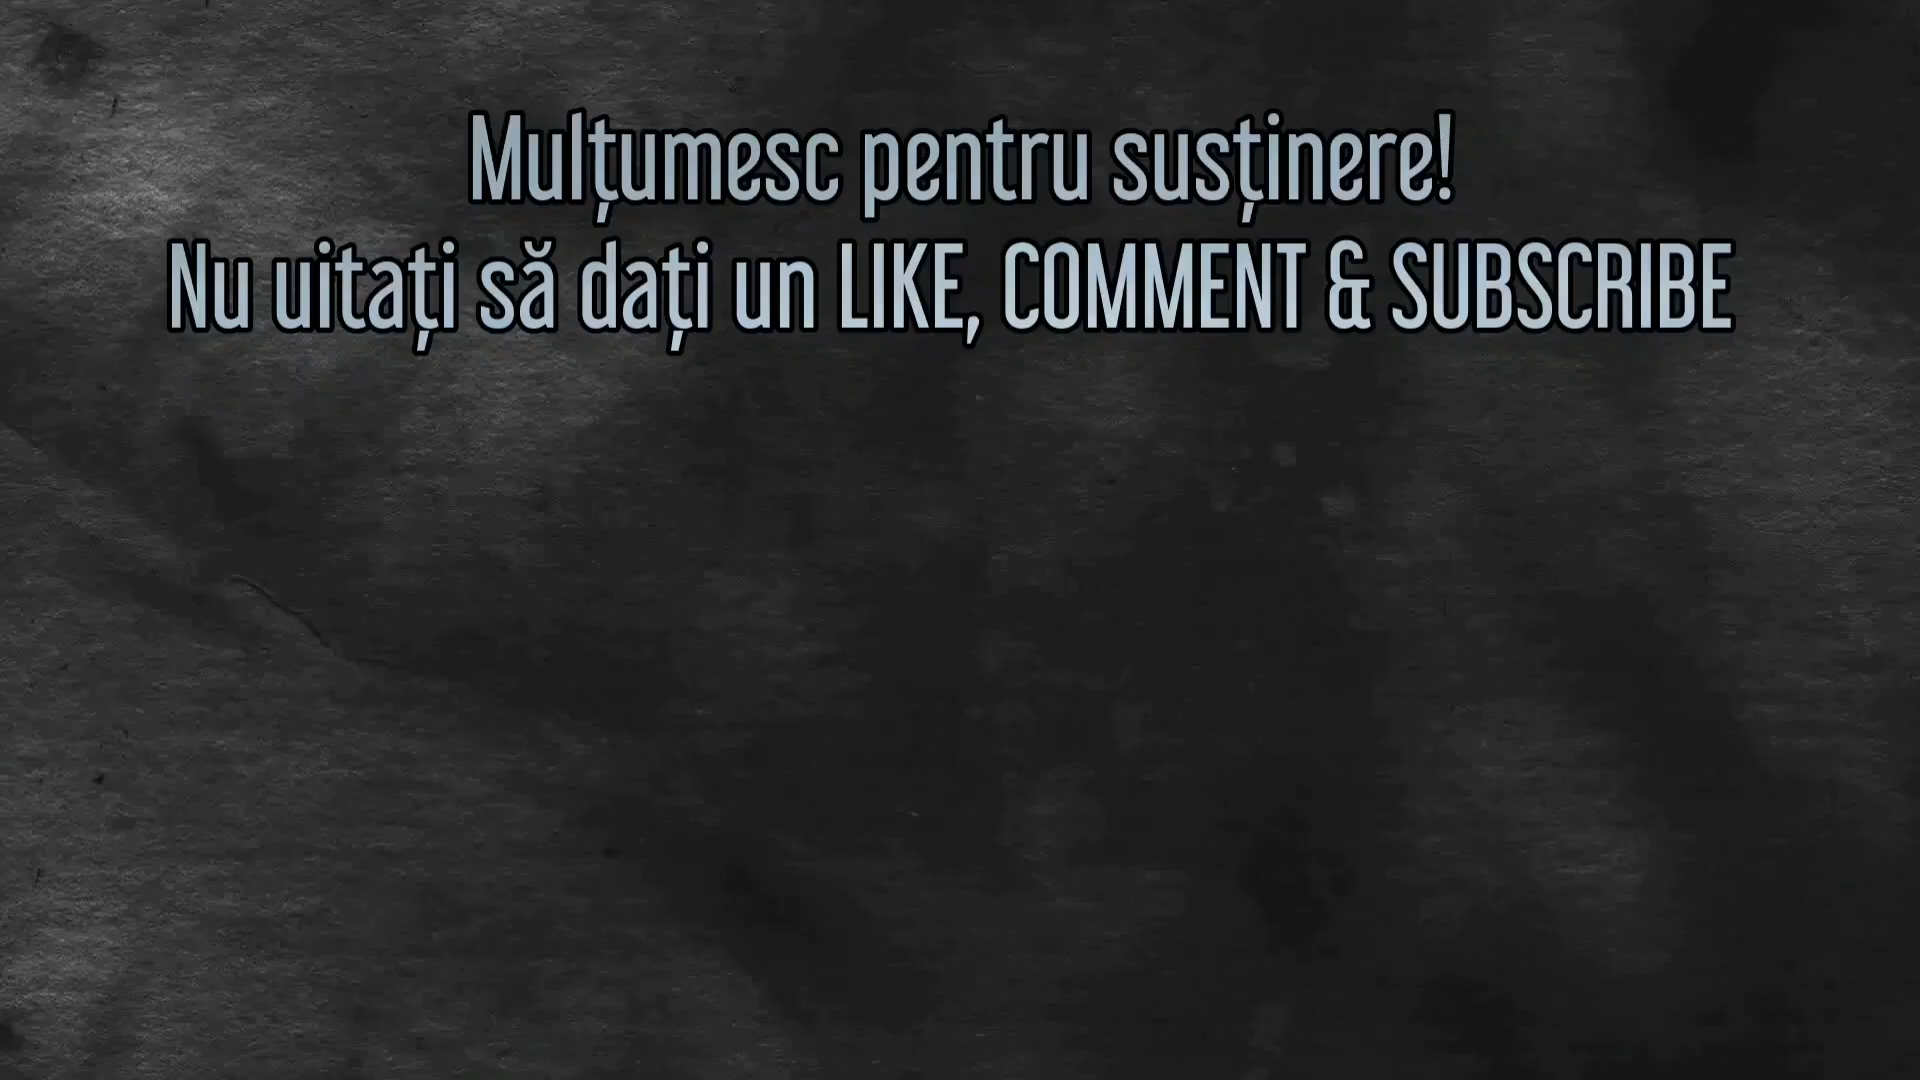 Mulțumesc pentru susținere!
Nu uitați să dați un LIKE, COMMENT & SUBSCRIBE